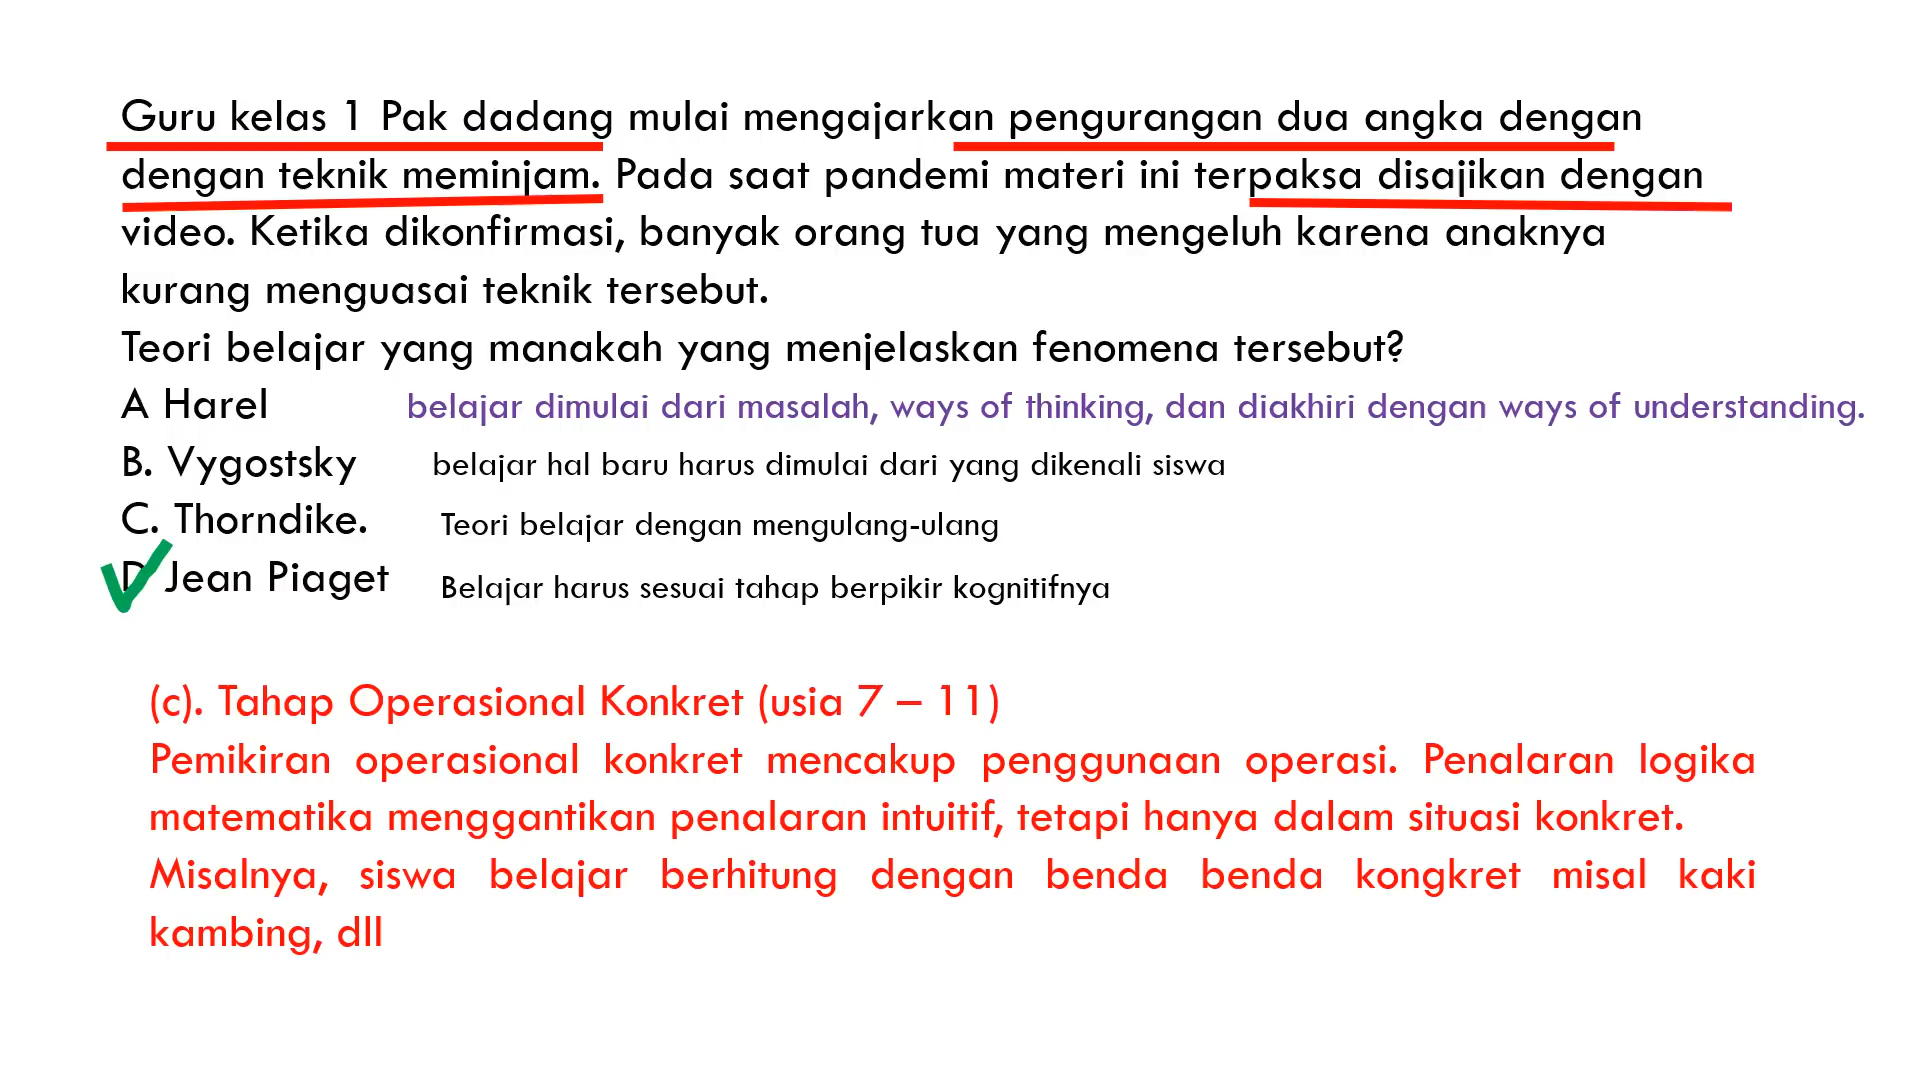 Guru kelas 1 Pak dadang mulai mengajarkan pengurangan dua angka dengan
dengan teknik meminjam. Pada saat pandemi materi ini terpaksa disajikan dengan
video. Ketika dikonfirmasi, banyak orang tua yang mengeluh karena anaknya
kurang menguasai teknik tersebut.
Teori belajar yang manakah yang menjelaskan fenomena tersebut?
A Harel belajar dimulai dari masalah, ways of thinking, dan diakhiri dengan ways of understanding.
B. Vygostsky belajar hal baru harus dimulai dari yang dikenali siswa
C. Thorndike. Teori belajar dengan mengulang-ulang
D Jean Piaget Belajar harus sesuai tahap berpikir kognitifnya
(c). Tahap Operasional Konkret (usia 7 – 11)
Pemikiran operasional konkret mencakup penggunaan operasi. Penalaran logika
matematika menggantikan penalaran intuitif, tetapi hanya dalam situasi konkret.
Misalnya, siswa belajar berhitung dengan benda benda kongkret misal kaki
kambing, dll